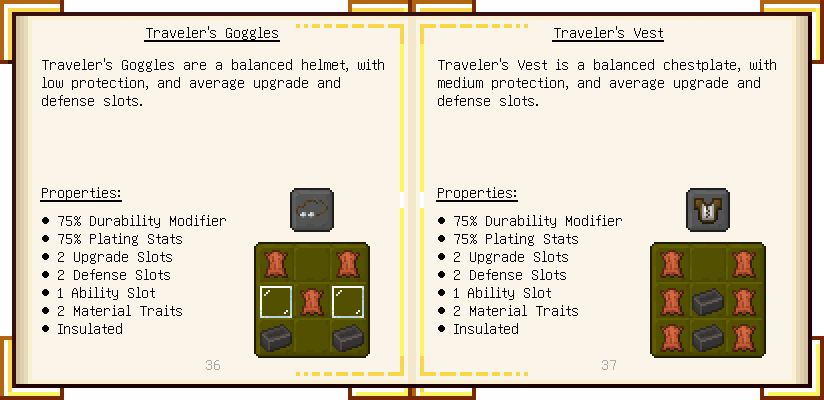 Traveler's Goggles
Traveler's Goggles are a balanced helmet, with
low protection, and average upgrade and
defense slots.
Properties:
● 75% Durability Modifier
● 75% Plating Stats
● 2 Upgrade Slots
● 2 Defense Slots
● 1 Ability Slot
● 2 Material Traits
● Insulated
36
Traveler's Vest
Traveler's Vest is a balanced chestplate, with
medium protection, and average upgrade and
defense slots.
Properties:
● 75% Durability Modifier
● 75% Plating Stats
● 2 Upgrade Slots
● 2 Defense Slots
● 1 Ability Slot
● 2 Material Traits
● Insulated
37